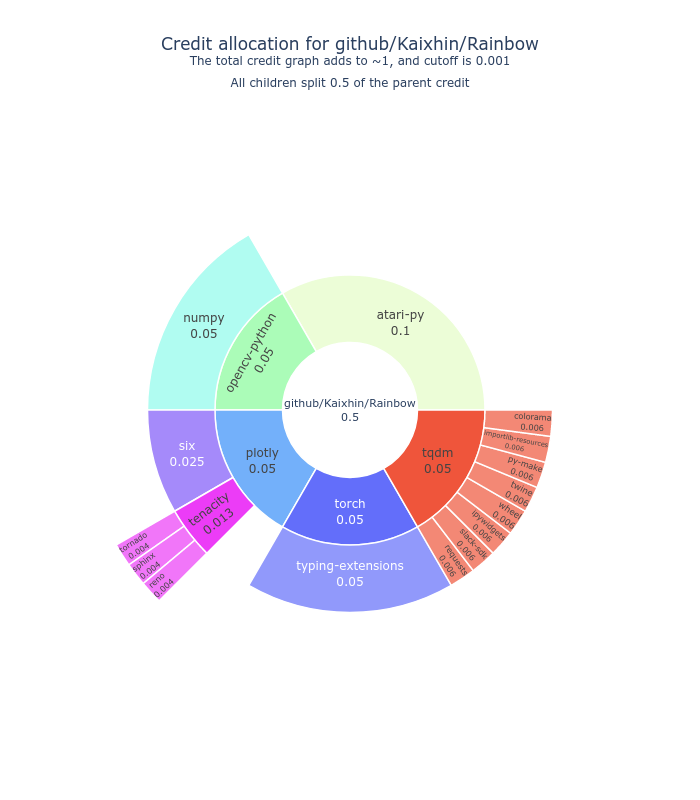 Credit allocation for github/Kaixhin/Rainbow
The total credit graph adds to ~1, and cutoff is 0.001
All children split 0.5 of the parent credit
github/Kaixhin/Rainbow
0.5
atari-py
0.1
opencv-python
0.05
numpy
0.05
plotly
0.05
six
0.025
tenacity
0.013
tornado
0.004
sphinx
0.004
reno
0.004
torch
0.05
typing-extensions
0.05
tqdm
0.05
colorama
0.006
importlib-resources
0.006
py-make
0.006
twine
0.006
wheel
0.006
ipywidgets
0.006
slack-sdk
0.006
requests
0.006